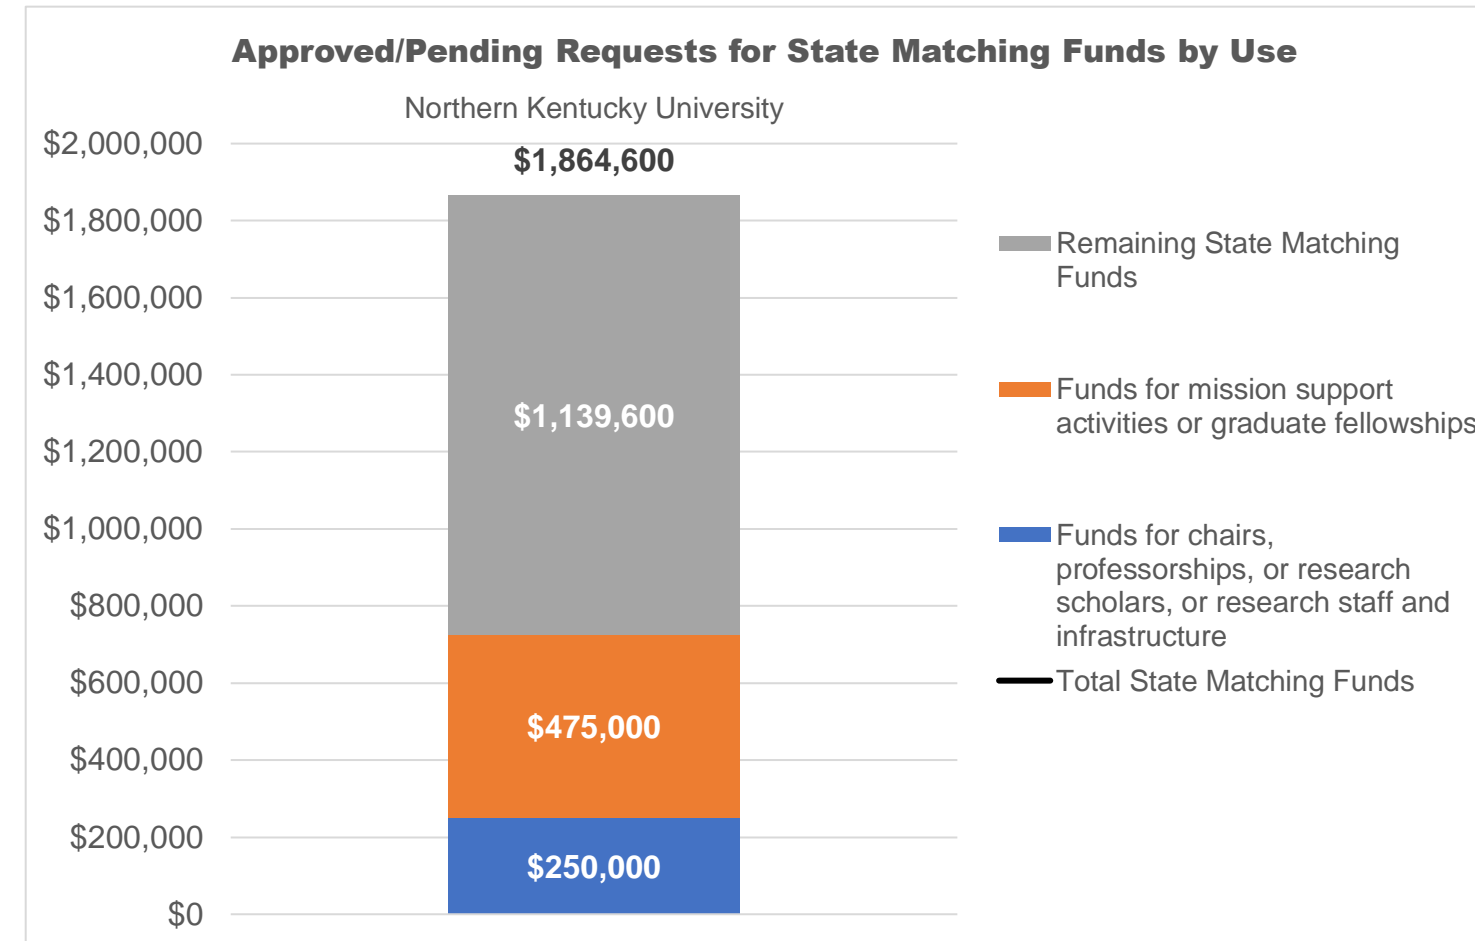 Approved/Pending Requests for State Matching Funds by Use
Northern Kentucky University
$2,000,000
$1,864,600
$1,800,000
$1,600,000
$1,400,000
$1,200,000
$1,000,000
$800,000
$600,000
$400,000
$200,000
$0
$1,139,600
$475,000
$250,000
Remaining State Matching
Funds
Funds for mission support
activities or graduate fellowships
Funds for chairs,
professorships, or research
scholars, or research staff and
infrastructure
Total State Matching Funds